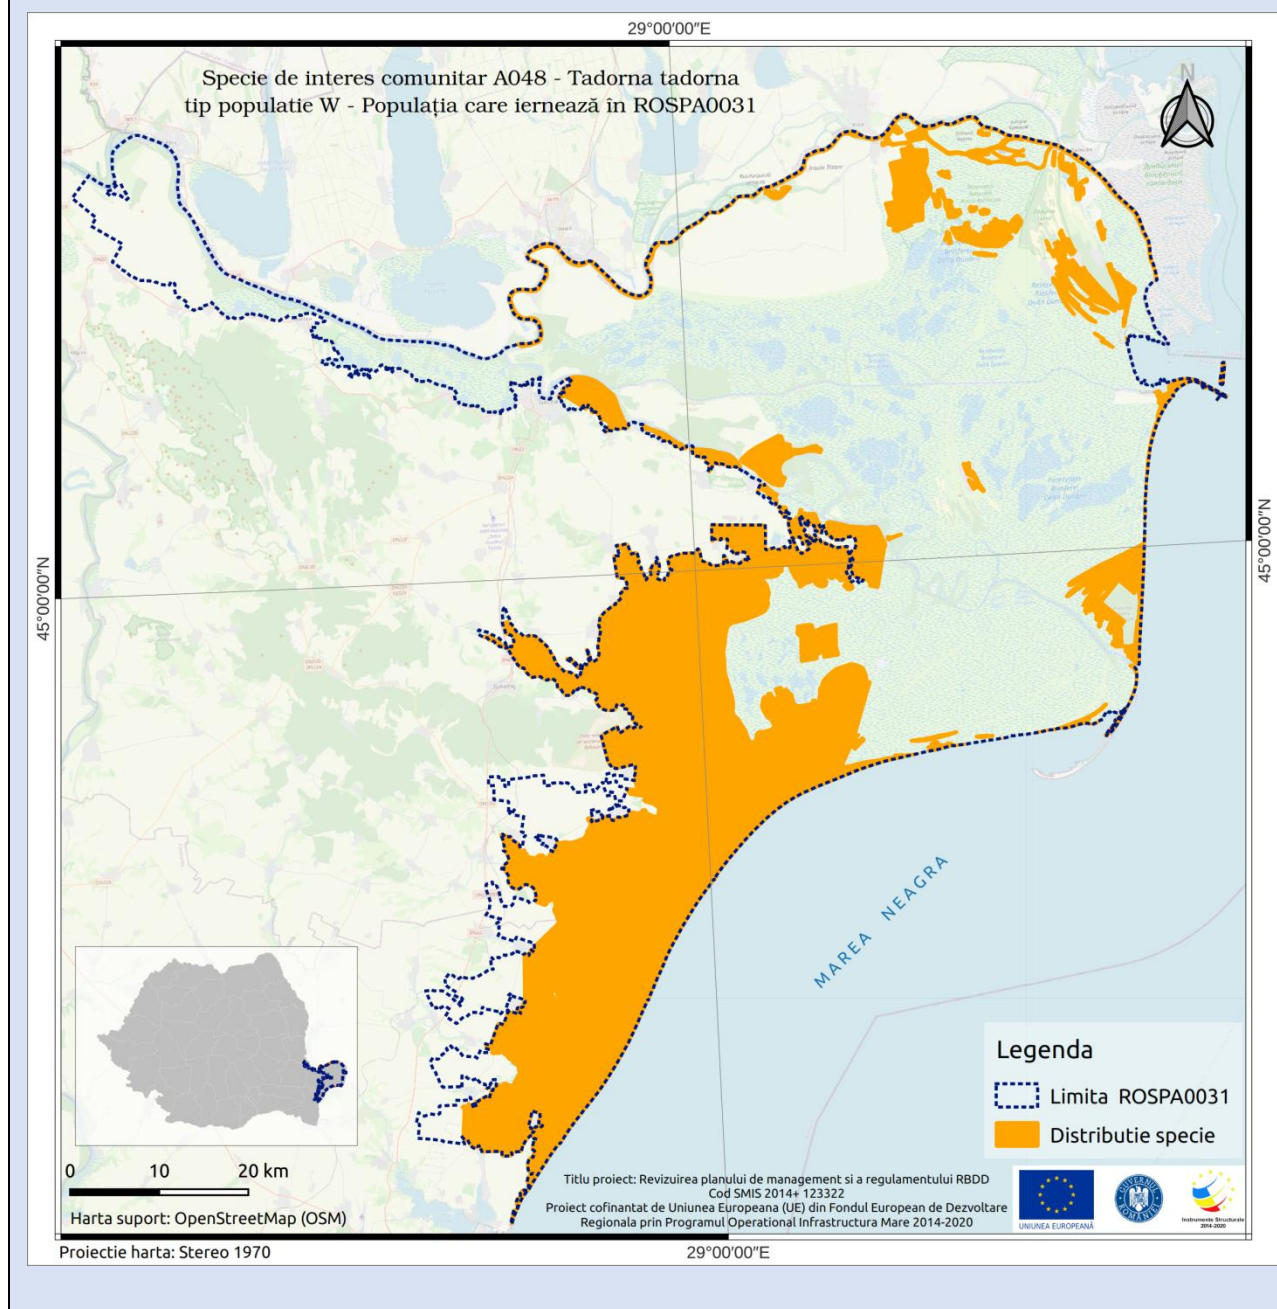 29°00'00"E
Specie de interes comunitar A048 - Tadorna tadorna
tip populatie W - Populația care iernează în ROSPA0031
N
45°00'00"N
45°00'00"N
MAREA NEAGRA
Legenda
Limita ROSPA0031
Distributie specie
0 10 20 km
Harta suport: OpenStreetMap (OSM)
Titlu proiect: Revizuirea planului de management si a regulamentului RBDD
Cod SMIS 2014+ 123322
Proiect cofinantat de Uniunea Europeana (UE) din Fondul European de Dezvoltare
Regionala prin Programul Operational Infrastructura Mare 2014-2020
UNIUNEA EUROPEANĂ
GUVERNUL ROMÂNIEI
Instrumente Structurale
2014-2020
Proiectie harta: Stereo 1970
29°00'00"E